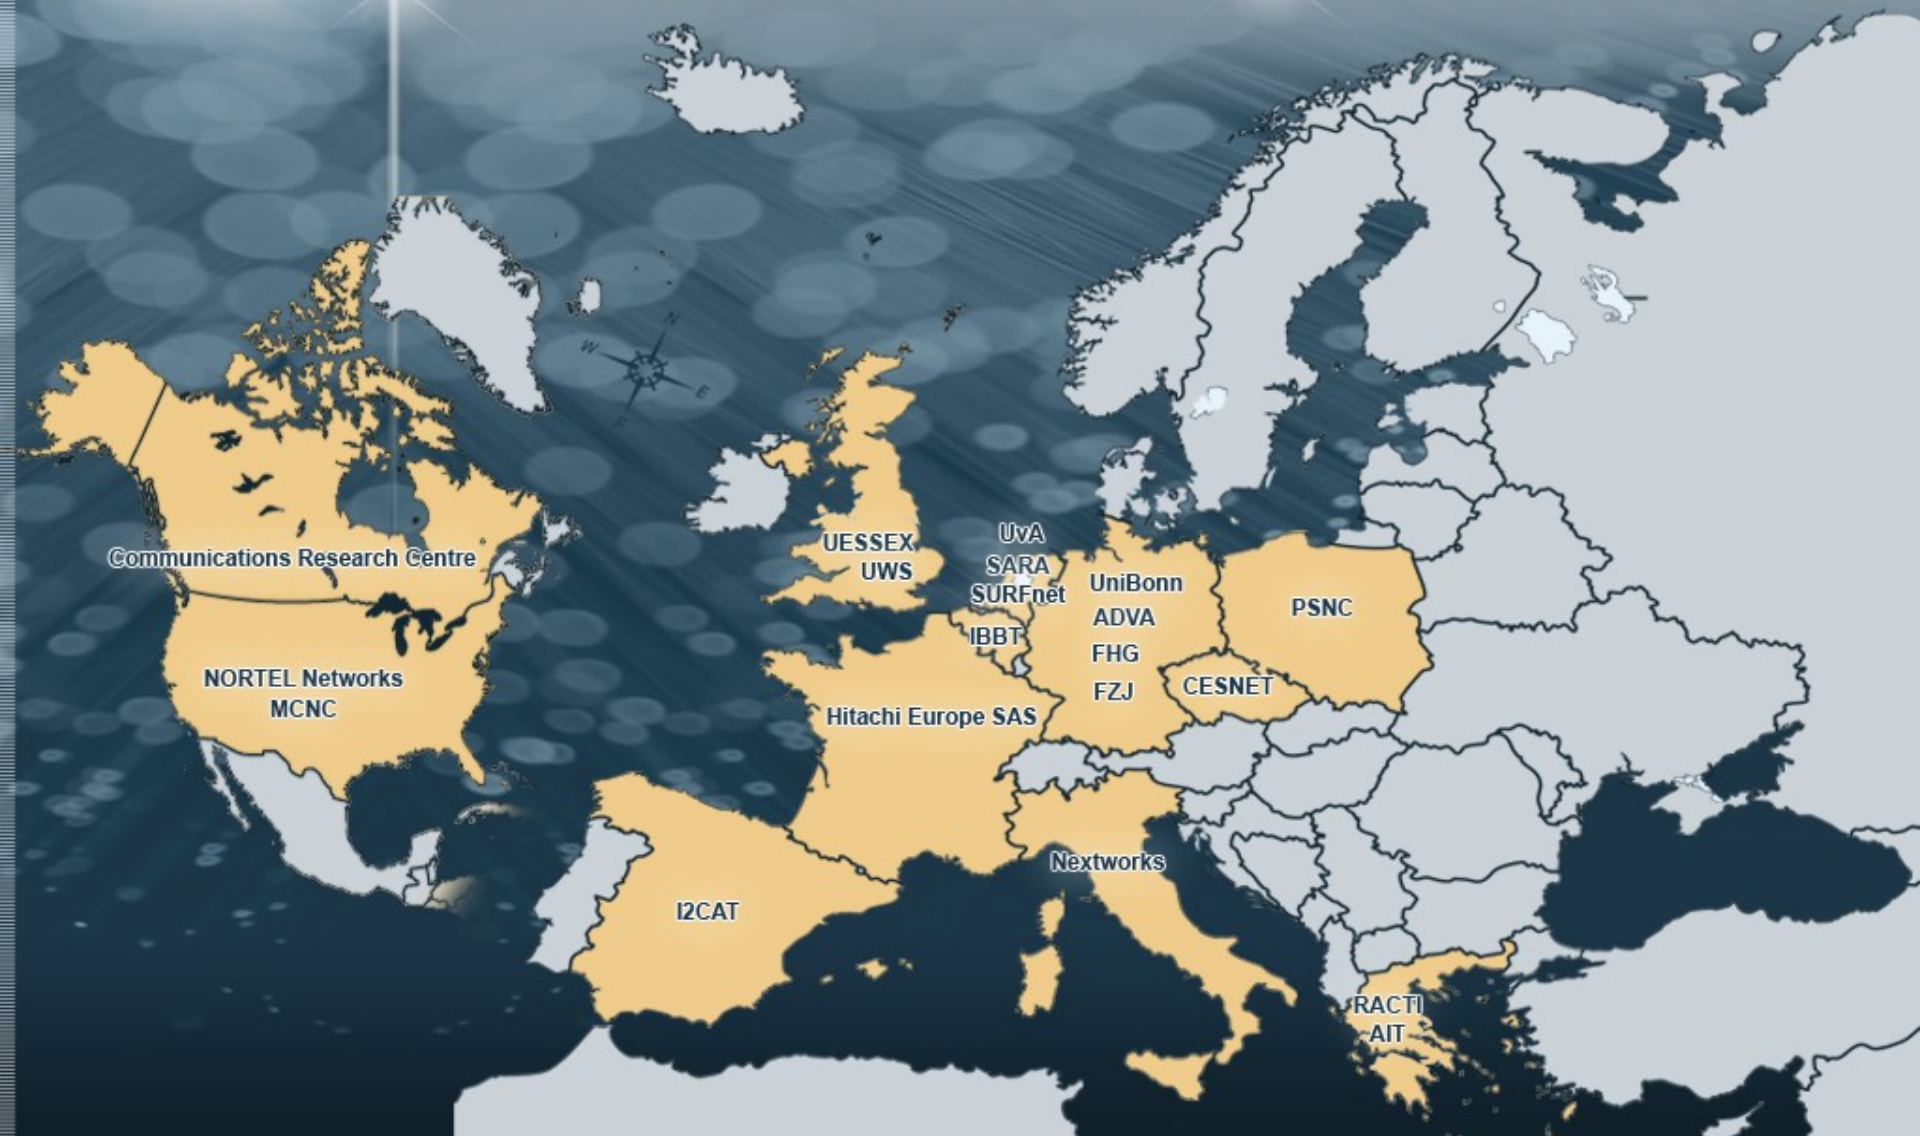 N
W
E
UvA
SARA
SURFnet
UESSEX
UWS
Communications Research Centre
UniBonn
ADVA
FHG
FZJ
PSNC
IBBT
NORTEL Networks
MCNC
CESNET
Hitachi Europe SAS
Nextworks
I2CAT
RACTI
AIT